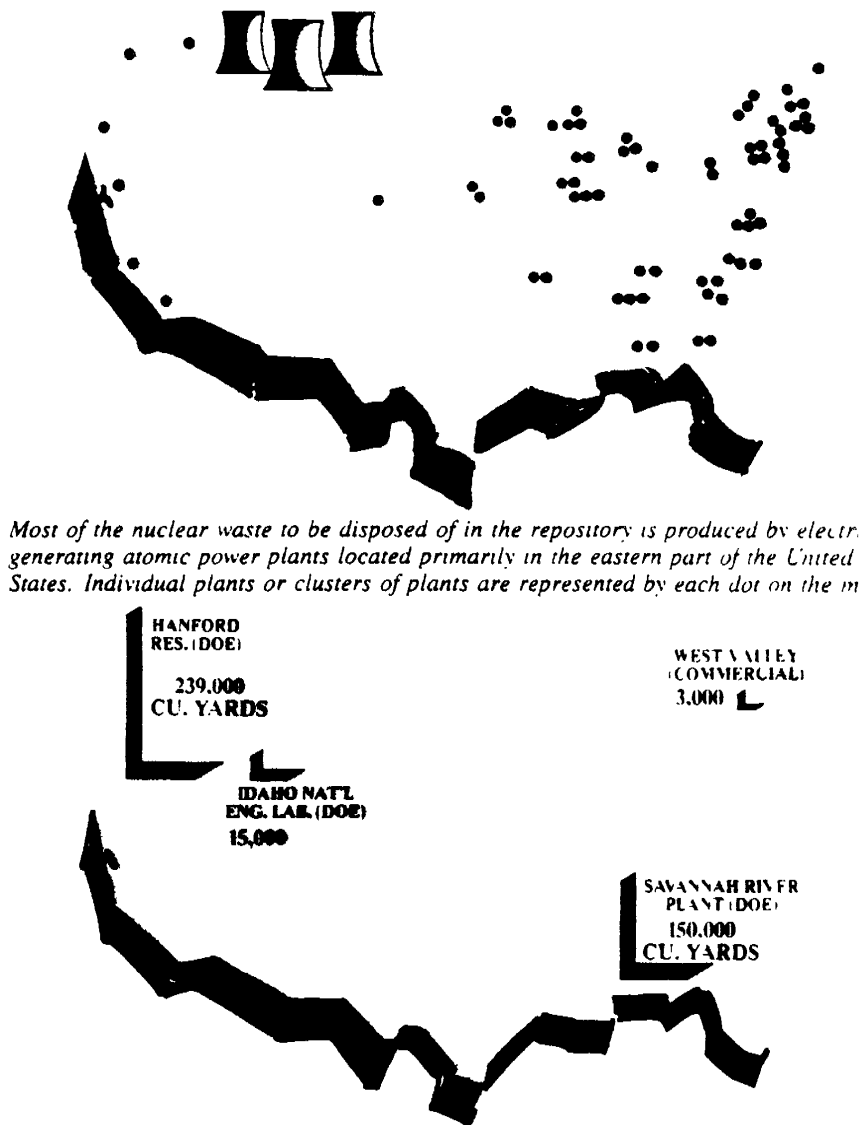 Most of the nuclear waste to be disposed of in the repository is produced by electri
generating atomic power plants located primarily in the eastern part of the United
States. Individual plants or clusters of plants are represented by each dot on the m
HANFORD
RES. (DOE)
239,000
CU. YARDS
WEST VALLEY
(COMMERCIAL)
3,000
IDAHO NAT'L
ENG. LAB. (DOE)
15,000
SAVANNAH RIVER
PLANT (DOE)
150,000
CU. YARDS